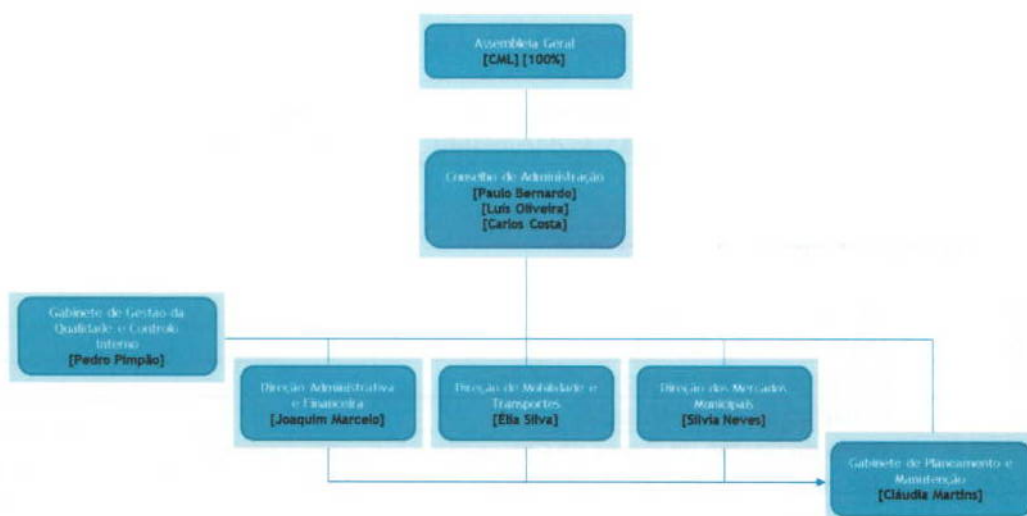 Assembleia Geral
[CML] [100%]
Conselho de Administração
[Paulo Bernardo]
[Luís Oliveira]
[Carlos Costa]
Gabinete de Gestão da
Qualidade e Controlo
Interno
[Pedro Pimpão]
Direção Administrativa
e Financeira
[Joaquim Marcelo]
Direção de Mobilidade e
Transportes
[Élia Silva]
Direção dos Mercados
Municipais
[Sílvia Neves]
Gabinete de Planeamento e
Manutenção
[Cláudia Martins]